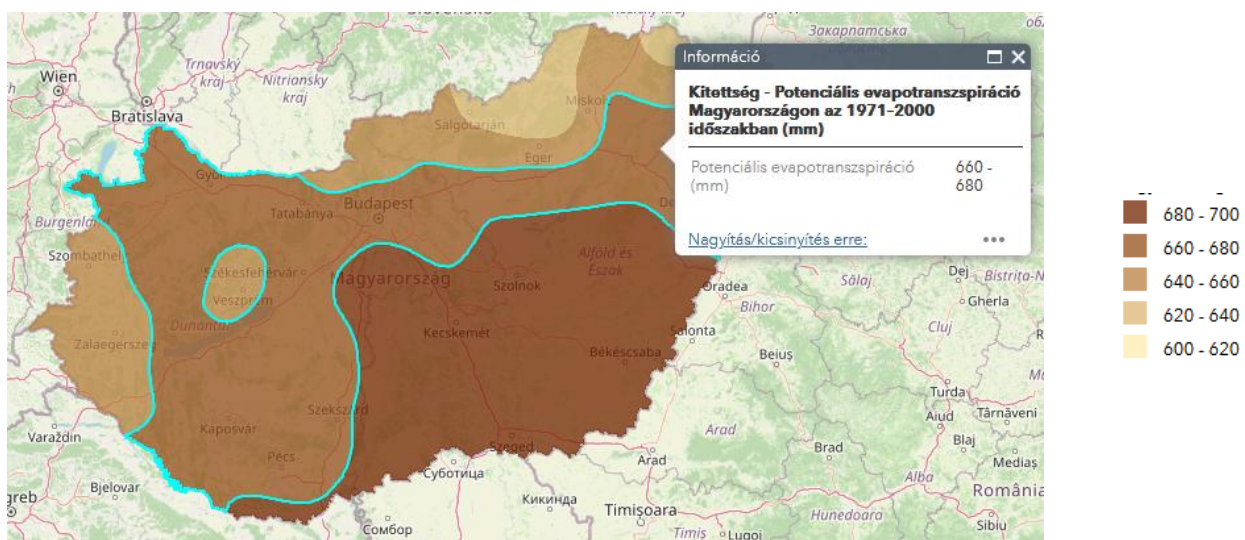 Wien
Trnavský
kraj
Nitriansky
kraj
Bratislava
Закарпатська
Győr
Tatabánya
Budapest
Salgótarján
Miskolc
Eger
Burgenla
Szombathely
Székesfehérvár
Veszprém
Dunántúl
Magyarország
Alföld és
Észak
Szolnok
Kecskemét
Zalaegerszeg
Békéscsaba
Kaposvár
Szekszárd
Pécs
Szeged
Varaždin
Bjelovar
greb
Суботица
Сомбор
Кикинда
Timișoara
Timiș
Lugoj
Arad
Arad
Oradea
Bihor
Salonta
Beiuș
Sălaj
Dej
Bistrița-N
Gherla
Cluj
Turda
Aiud
Târnăveni
Blaj
Mediaș
Brad
Alba
România
Hunedoara
Sibiu
Információ
Kitettség - Potenciális evapotranszspiráció
Magyarországon az 1971-2000
időszakban (mm)
Potenciális evapotranszspiráció
(mm)
660 -
680
Nagyítás/kicsinyítés erre:
680 - 700
660 - 680
640 - 660
620 - 640
600 - 620